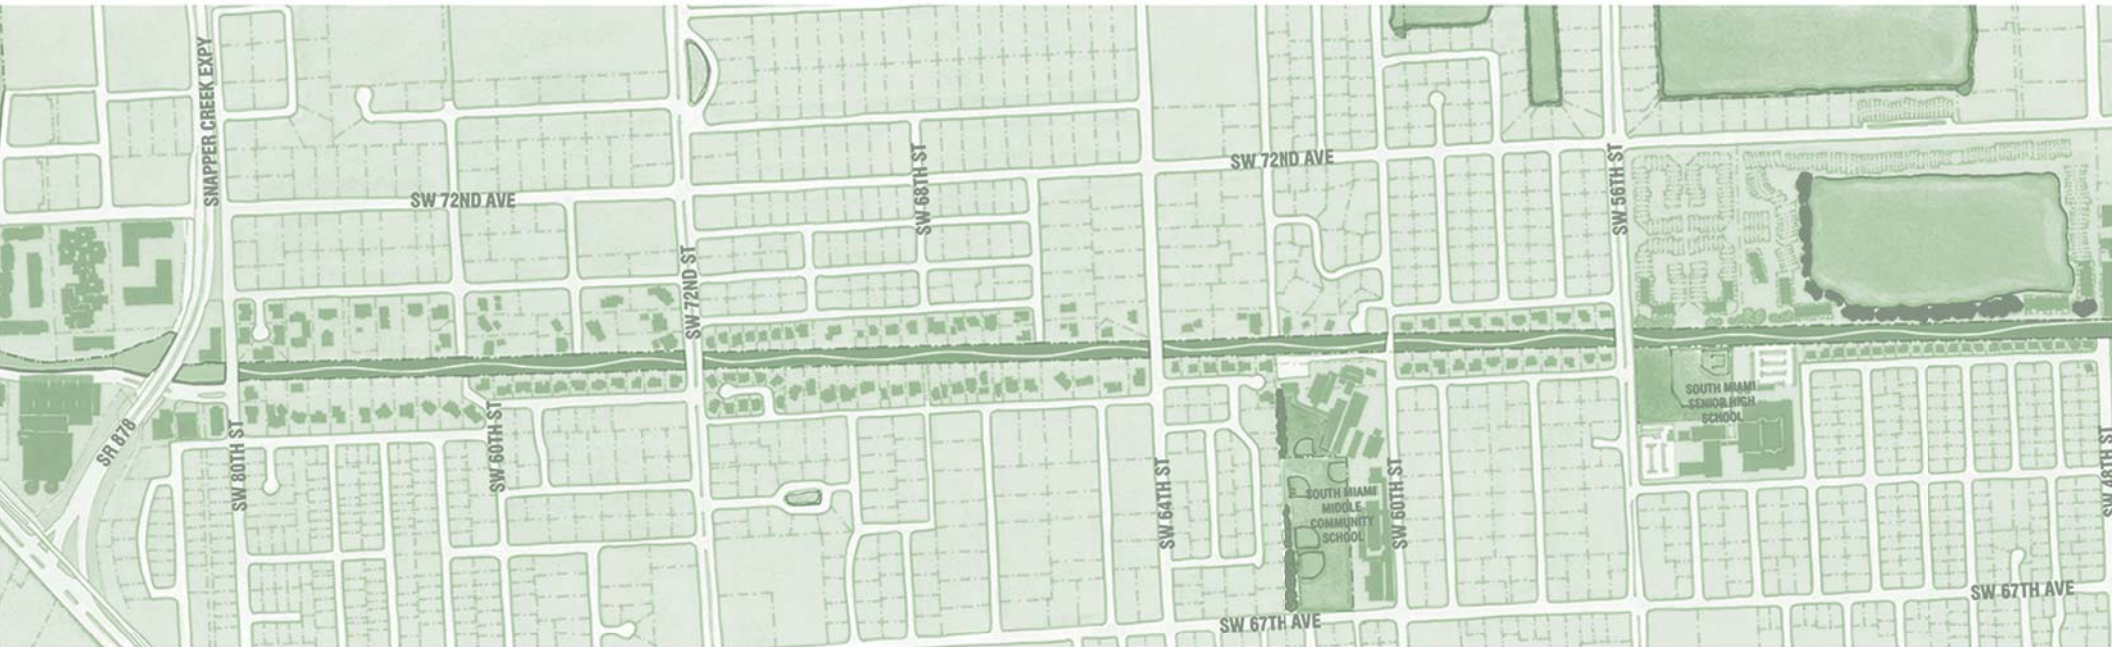 SNAPPER CREEK EXPY
SW 72ND AVE
SW 68TH ST
SW 72ND AVE
SW 56TH ST
SW 72ND ST
SR 878
SW 80TH ST
SW 60TH ST
SW 64TH ST
SOUTH MIAMI
MIDDLE
COMMUNITY
SCHOOL
SW 60TH ST
SOUTH MIAMI
SENIOR HIGH
SCHOOL
SW 48TH ST
SW 67TH AVE
SW 67TH AVE